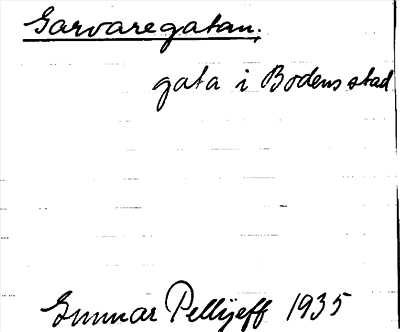 Garvaregatan;
gata i Bodens stad
Gunnar Pellijeff 1935